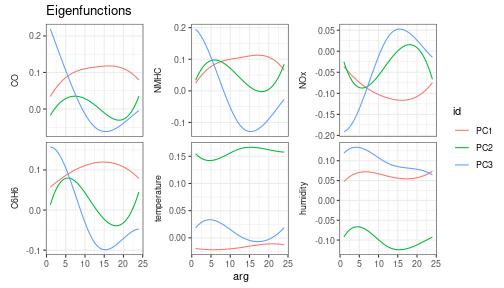 Eigenfunctions
CO
0.2
0.1
0.0
NMHC
0.2
0.1
0.0
-0.1
NOx
0.05
0.00
-0.05
-0.10
-0.15
-0.20
C6H6
0.1
0.0
-0.1
temperature
0.15
0.10
0.05
0.00
humidity
0.10
0.05
0.00
-0.05
-0.10
0 5 10 15 20 25
0 5 10 15 20 25
0 5 10 15 20 25
arg
id
PC1
PC2
PC3